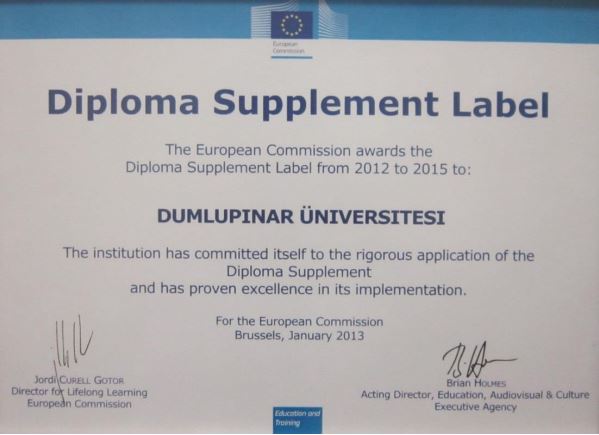 European
Commission
Diploma Supplement Label
The European Commission awards the
Diploma Supplement Label from 2012 to 2015 to:
DUMLUPINAR ÜNIVERSITESI
The institution has committed itself to the rigorous application of the
Diploma Supplement
and has proven excellence in its implementation.
For the European Commission
Brussels, January 2013
Jordi CURELL GOTOR
Director for Lifelong Learning
European Commission
Brian HOLMES
Acting Director, Education, Audiovisual & Culture
Executive Agency
Education and
Training